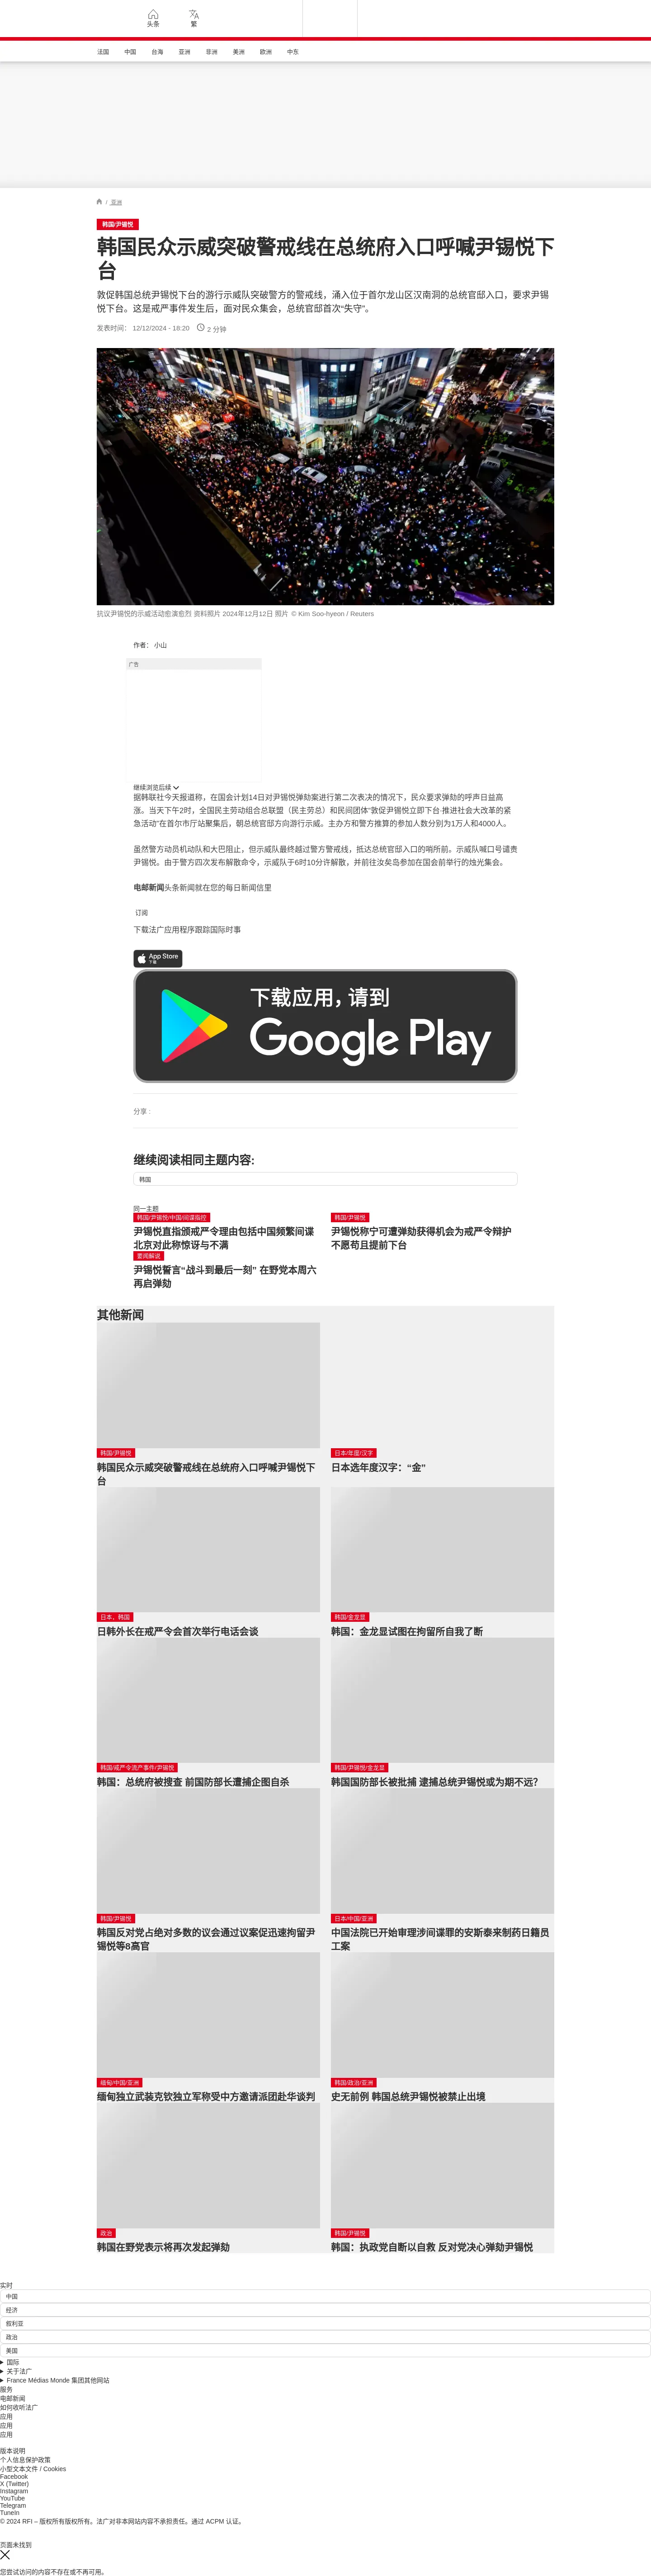 头条
繁
法国 中国 台海 亚洲 非洲 美洲 欧洲 中东
/ 亚洲
韩国/尹锡悦
韩国民众示威突破警戒线在总统府入口呼喊尹锡悦下
台
敦促韩国总统尹锡悦下台的游行示威队突破警方的警戒线，涌入位于首尔龙山区汉南洞的总统官邸入口，要求尹锡
悦下台。这是戒严事件发生后，面对民众集会，总统官邸首次“失守”。
发表时间： 12/12/2024 - 18:20 2 分钟
抗议尹锡悦的示威活动愈演愈烈 资料照片 2024年12月12日 照片 © Kim Soo-hyeon / Reuters
作者： 小山
广告
继续浏览后续
据韩联社今天报道称，在国会计划14日对尹锡悦弹劾案进行第二次表决的情况下，民众要求弹劾的呼声日益高
涨。当天下午2时，全国民主劳动组合总联盟（民主劳总）和民间团体“敦促尹锡悦立即下台·推进社会大改革的紧
急活动”在首尔市厅站聚集后，朝总统官邸方向游行示威。主办方和警方推算的参加人数分别为1万人和4000人。
虽然警方动员机动队和大巴阻止，但示威队最终越过警方警戒线，抵达总统官邸入口的哨所前。示威队喊口号谴责
尹锡悦。由于警方四次发布解散命令，示威队于6时10分许解散，并前往汝矣岛参加在国会前举行的烛光集会。
电邮新闻头条新闻就在您的每日新闻信里
订阅
下载法广应用程序跟踪国际时事
App Store
下载
下载应用，请到
Google Play
分享 :
继续阅读相同主题内容:
韩国
同一主题
韩国/尹锡悦/中国/间谍指控
尹锡悦直指颁戒严令理由包括中国频繁间谍
北京对此称惊讶与不满
韩国/尹锡悦
尹锡悦称宁可遭弹劾获得机会为戒严令辩护
不愿苟且提前下台
要闻解说
尹锡悦誓言“战斗到最后一刻” 在野党本周六
再启弹劾
其他新闻
韩国/尹锡悦
韩国民众示威突破警戒线在总统府入口呼喊尹锡悦下
台
日本/年度/汉字
日本选年度汉字：“金”
日本，韩国
日韩外长在戒严令会首次举行电话会谈
韩国/金龙显
韩国：金龙显试图在拘留所自我了断
韩国/戒严令流产事件/尹锡悦
韩国：总统府被搜查 前国防部长遭捕企图自杀
韩国/尹锡悦/金龙显
韩国国防部长被批捕 逮捕总统尹锡悦或为期不远?
韩国/尹锡悦
韩国反对党占绝对多数的议会通过议案促迅速拘留尹
锡悦等8高官
日本/中国/亚洲
中国法院已开始审理涉间谍罪的安斯泰来制药日籍员
工案
缅甸/中国/亚洲
缅甸独立武装克钦独立军称受中方邀请派团赴华谈判
韩国/政治/亚洲
史无前例 韩国总统尹锡悦被禁止出境
政治
韩国在野党表示将再次发起弹劾
韩国/尹锡悦
韩国：执政党自断以自救 反对党决心弹劾尹锡悦
实时
中国
经济
叙利亚
政治
美国
国际
关于法广
France Médias Monde 集团其他网站
服务
电邮新闻
如何收听法广
应用
应用
应用
版本说明
个人信息保护政策
小型文本文件 / Cookies
Facebook
X (Twitter)
Instagram
YouTube
Telegram
TuneIn
© 2024 RFI – 版权所有版权所有。法广对非本网站内容不承担责任。通过 ACPM 认证。
页面未找到
您尝试访问的内容不存在或不再可用。